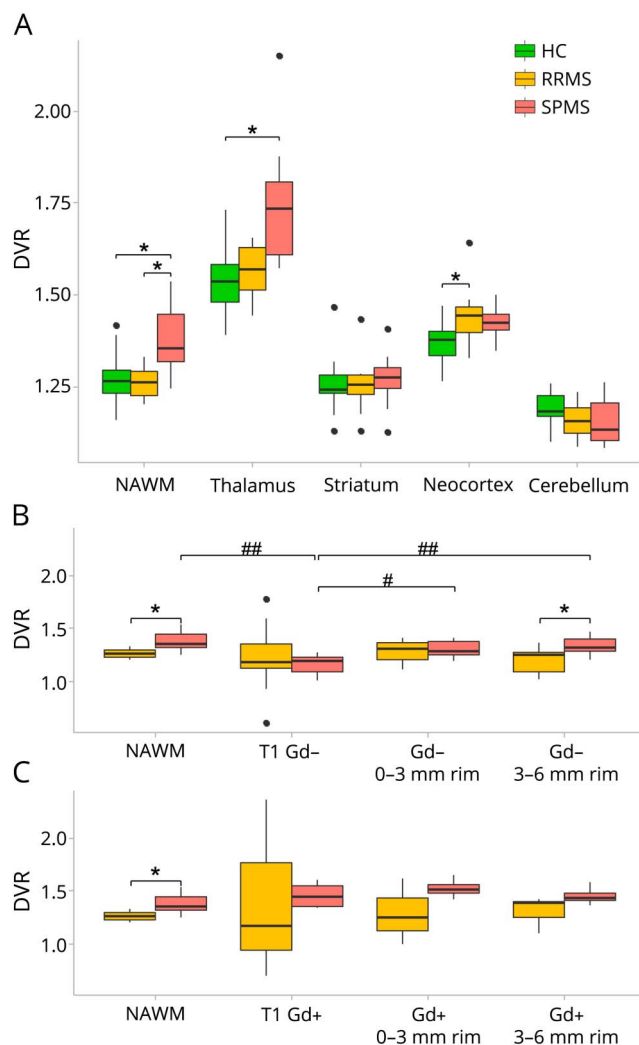 A
HC
RRMS
SPMS
2.00
1.75
1.50
1.25
DVR
*
*
*
*
NAWM Thalamus Striatum Neocortex Cerebellum
B
2.0
1.5
1.0
DVR
##
##
#
*
*
NAWM T1 Gd– Gd– Gd–
0–3 mm rim 3–6 mm rim
C
2.0
1.5
1.0
DVR
*
NAWM T1 Gd+ Gd+ Gd+
0–3 mm rim 3–6 mm rim